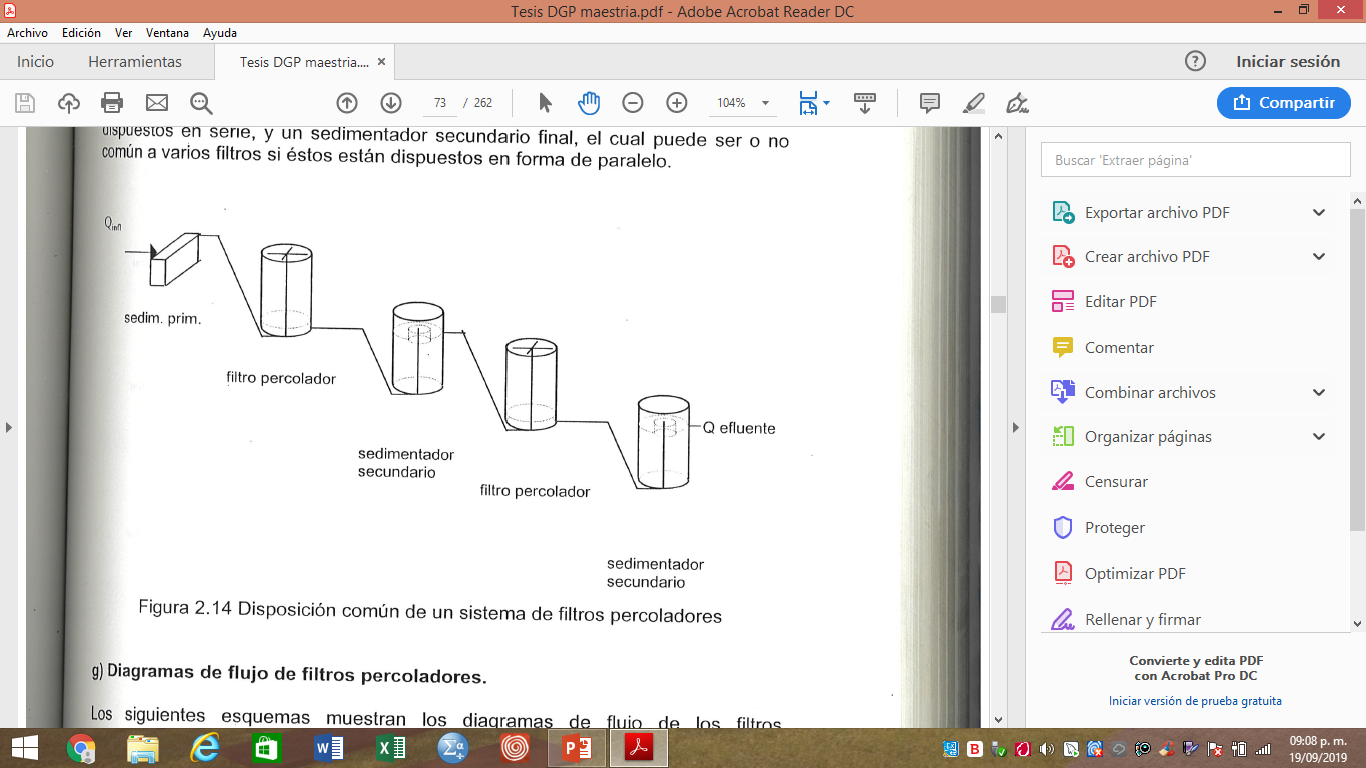 Tesis DGP maestria.pdf - Adobe Acrobat Reader DC
Archivo Edición Ver Ventana Ayuda
Inicio Herramientas Tesis DGP maestria.... × Iniciar sesión
73 / 262 104% Compartir
dispuestos en serie, y un sedimentador secundario final, el cual puede ser o no
común a varios filtros si éstos están dispuestos en forma de paralelo.
Qinfl
sedim. prim.
filtro percolador
sedimentador
secundario
filtro percolador
Q efluente
sedimentador
secundario
Figura 2.14 Disposición común de un sistema de filtros percoladores
g) Diagramas de flujo de filtros percoladores.
Los siguientes esquemas muestran los diagramas de flujo de los filtros
Buscar 'Extraer página'
Exportar archivo PDF
Crear archivo PDF
Editar PDF
Comentar
Combinar archivos
Organizar páginas
Censurar
Proteger
Optimizar PDF
Rellenar y firmar
Convierte y edita PDF
con Acrobat Pro DC
Iniciar versión de prueba gratuita
09:08 p. m.
19/09/2019